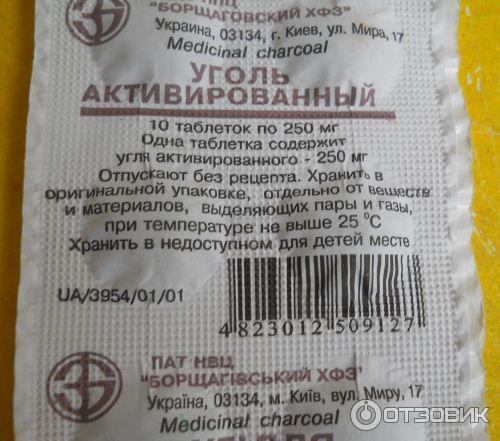 "БОРЩАГОВСКИЙ ХФЗ"
Украина, 03134, г. Киев, ул. Мира, 17
Medicinal charcoal
УГОЛЬ
АКТИВИРОВАННЫЙ
10 таблеток по 250 мг
Одна таблетка содержит
угля активированного - 250 мг
Отпускают без рецепта. Хранить в
оригинальной упаковке, отдельно от веществ
и материалов, выделяющих пары и газы,
при температуре не выше 25 °C
Хранить в недоступном для детей месте
UA/3954/01/01
4 823012 509127
ПАТ НВЦ
"БОРЩАГІВСЬКИЙ ХФЗ"
Україна, 03134, м. Київ, вул. Миру, 17
Medicinal charcoal
ОТЗОВИК